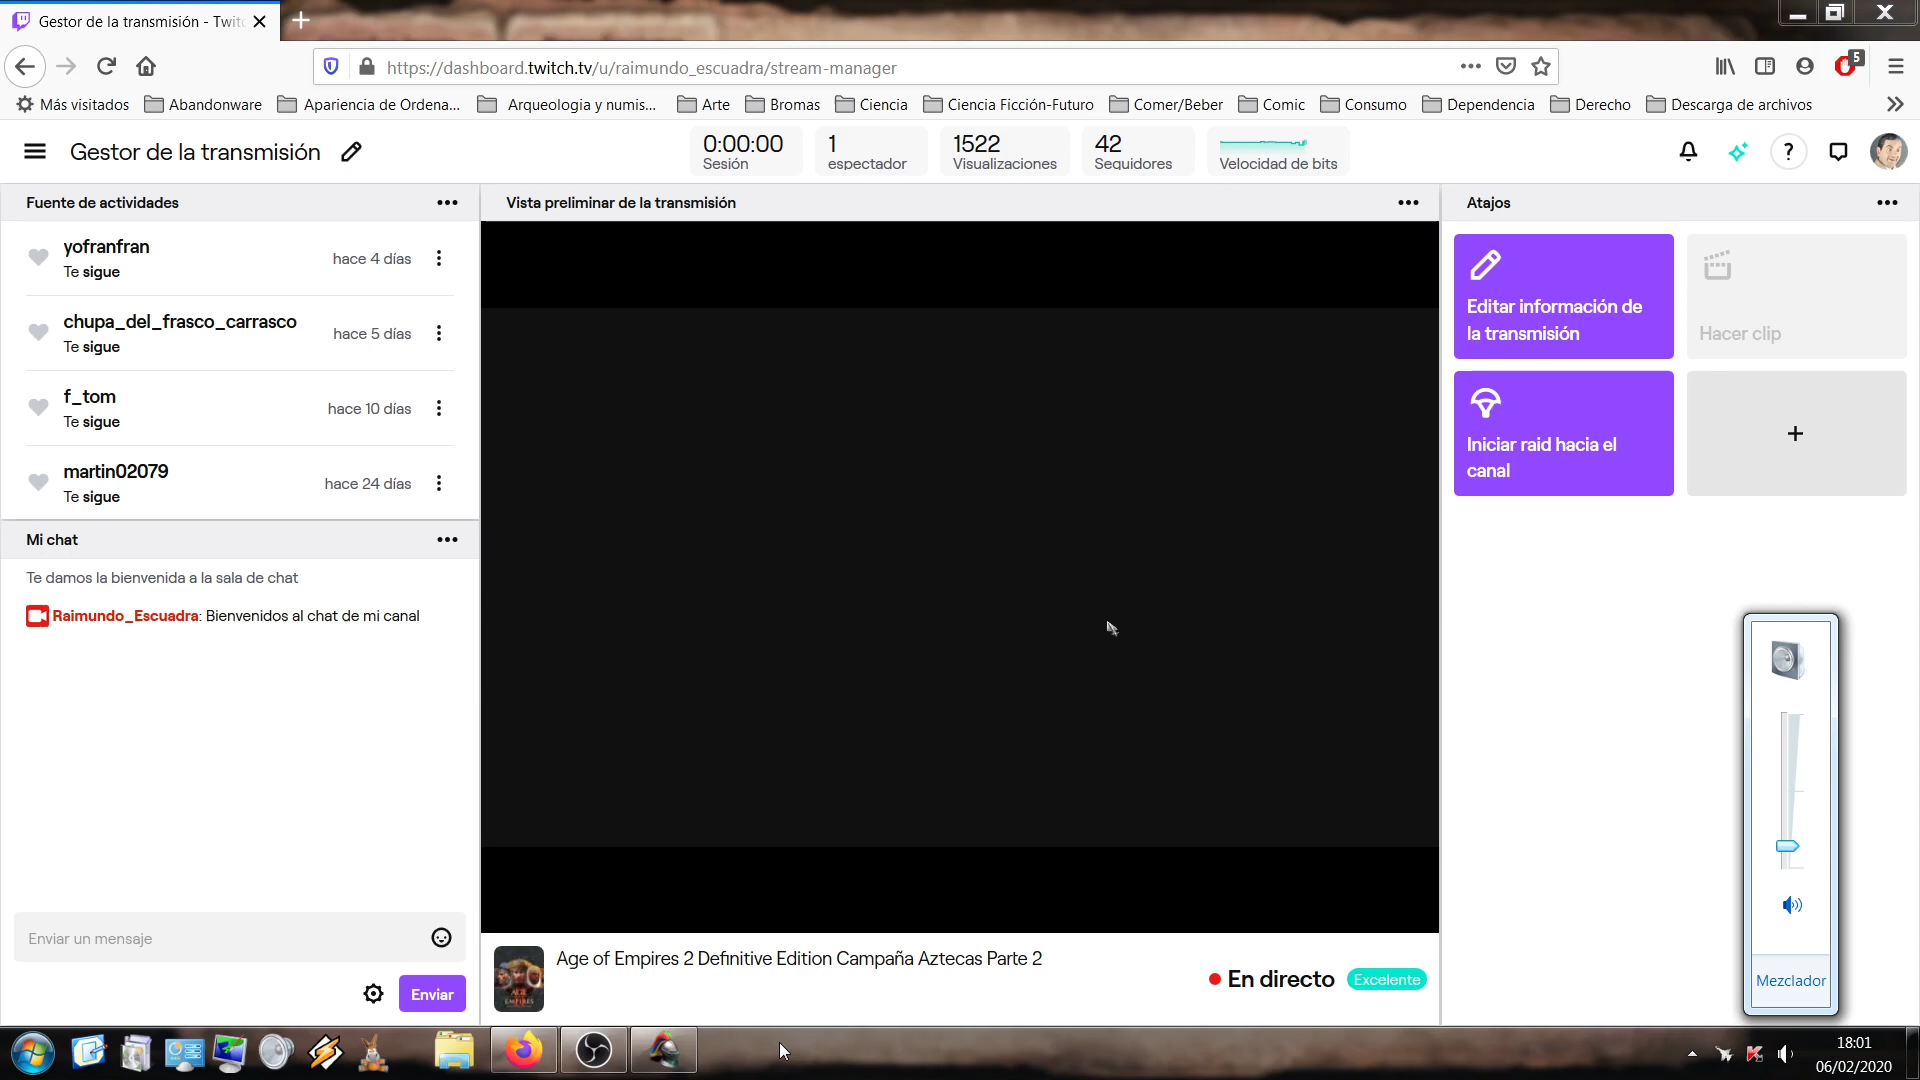 Gestor de la transmisión - Twitc
https://dashboard.twitch.tv/u/raimundo_escuadra/stream-manager
5
Más visitados
Abandonware
Apariencia de Ordena...
Arqueologia y numis...
Arte
Bromas
Ciencia
Ciencia Ficción-Futuro
Comer/Beber
Comic
Consumo
Dependencia
Derecho
Descarga de archivos
Gestor de la transmisión
0:00:00
Sesión
1
espectador
1522
Visualizaciones
42
Seguidores
Velocidad de bits
?
Fuente de actividades
yofranfran
Te sigue
hace 4 días
chupa_del_frasco_carrasco
Te sigue
hace 5 días
f_tom
Te sigue
hace 10 días
martin02079
Te sigue
hace 24 días
Mi chat
Te damos la bienvenida a la sala de chat
Raimundo_Escuadra: Bienvenidos al chat de mi canal
Enviar un mensaje
Enviar
Vista preliminar de la transmisión
AGE
EMPIRES
Age of Empires 2 Definitive Edition Campaña Aztecas Parte 2
En directo
Excelente
Atajos
Editar información de
la transmisión
Hacer clip
Iniciar raid hacia el
canal
+
Mezclador
18:01
06/02/2020